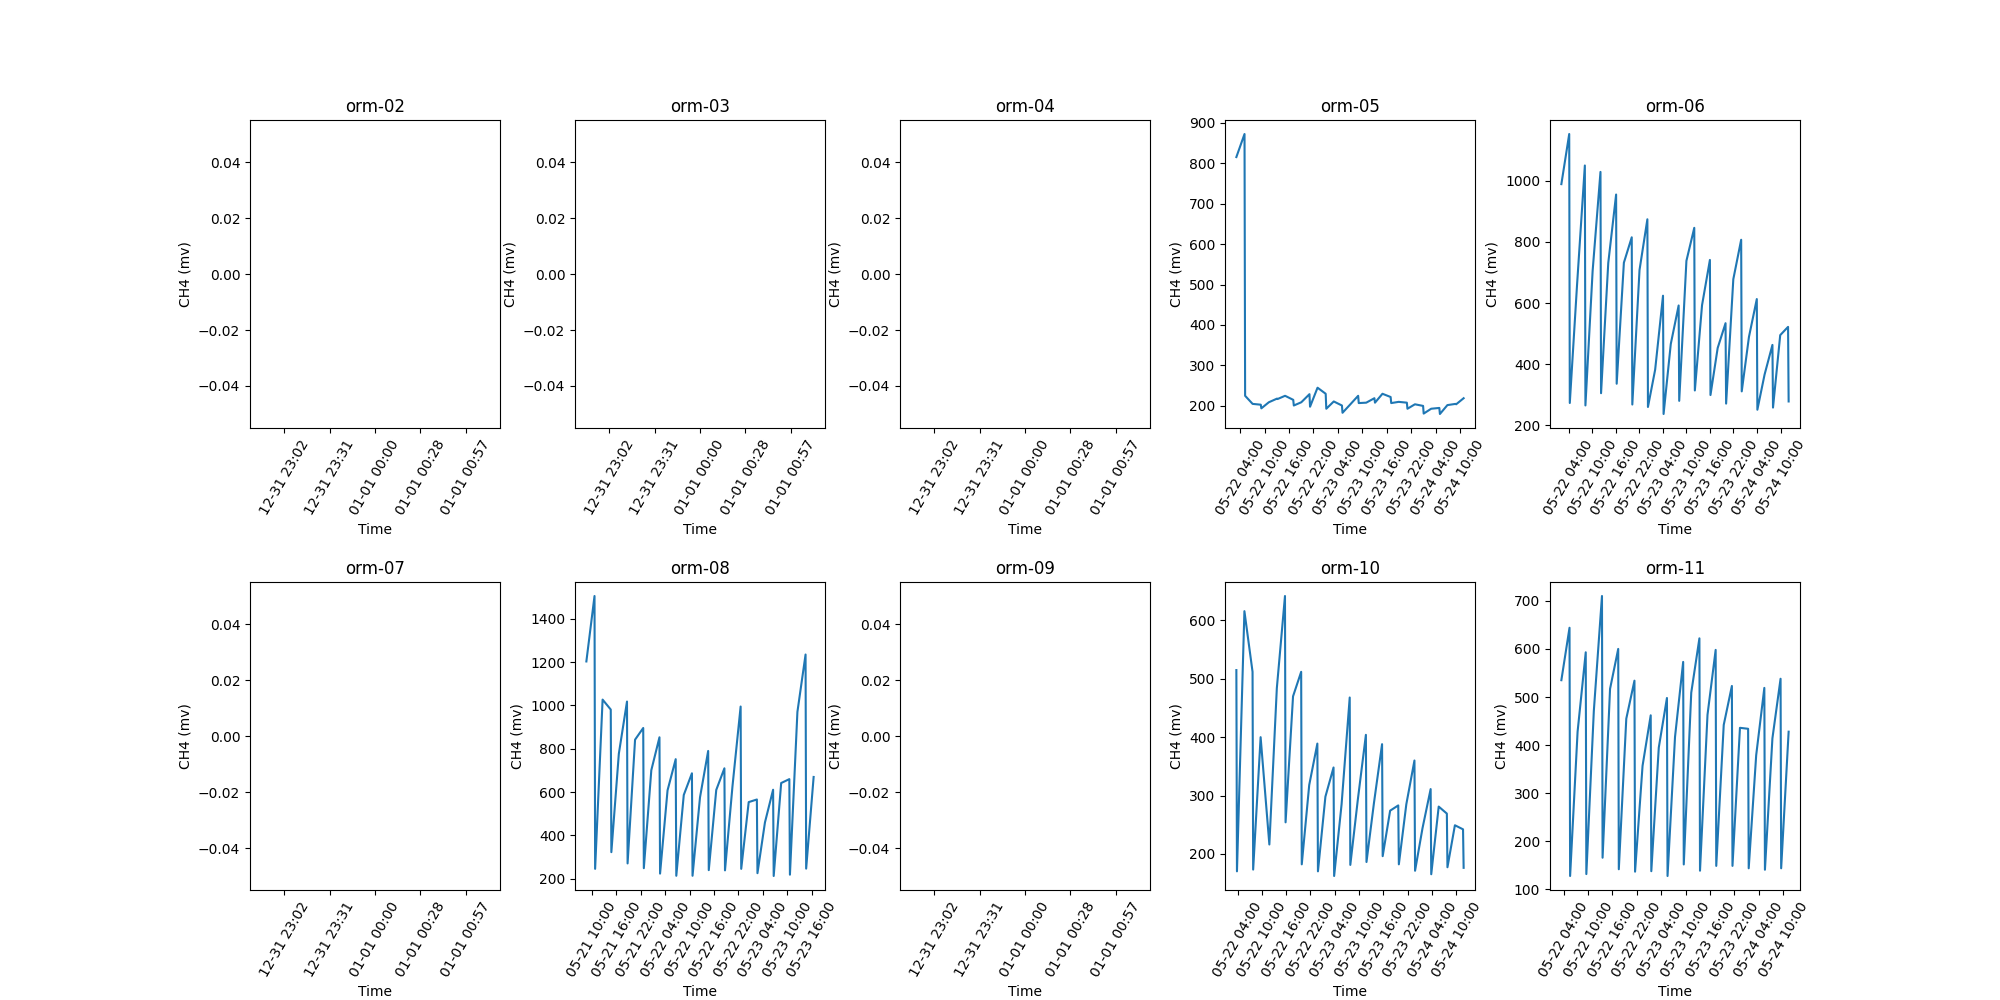 orm-02 orm-03 orm-04 orm-05 orm-06
CH4 (mv)
0.04
0.02
0.00
−0.02
−0.04
12-31 23:02 12-31 23:31 01-01 00:00 01-01 00:28 01-01 00:57
Time
CH4 (mv)
0.04
0.02
0.00
−0.02
−0.04
12-31 23:02 12-31 23:31 01-01 00:00 01-01 00:28 01-01 00:57
Time
CH4 (mv)
0.04
0.02
0.00
−0.02
−0.04
12-31 23:02 12-31 23:31 01-01 00:00 01-01 00:28 01-01 00:57
Time
CH4 (mv)
900
800
700
600
500
400
300
200
05-22 04:00 05-22 10:00 05-22 16:00 05-22 22:00 05-23 04:00 05-23 10:00 05-23 16:00 05-23 22:00 05-24 04:00 05-24 10:00
Time
CH4 (mv)
1000
800
600
400
200
05-22 04:00 05-22 10:00 05-22 16:00 05-22 22:00 05-23 04:00 05-23 10:00 05-23 16:00 05-23 22:00 05-24 04:00 05-24 10:00
Time
orm-07 orm-08 orm-09 orm-10 orm-11
CH4 (mv)
0.04
0.02
0.00
−0.02
−0.04
12-31 23:02 12-31 23:31 01-01 00:00 01-01 00:28 01-01 00:57
Time
CH4 (mv)
1400
1200
1000
800
600
400
200
05-21 10:00 05-21 16:00 05-21 22:00 05-22 04:00 05-22 10:00 05-22 16:00 05-22 22:00 05-23 04:00 05-23 10:00 05-23 16:00
Time
CH4 (mv)
0.04
0.02
0.00
−0.02
−0.04
12-31 23:02 12-31 23:31 01-01 00:00 01-01 00:28 01-01 00:57
Time
CH4 (mv)
600
500
400
300
200
05-22 04:00 05-22 10:00 05-22 16:00 05-22 22:00 05-23 04:00 05-23 10:00 05-23 16:00 05-23 22:00 05-24 04:00 05-24 10:00
Time
CH4 (mv)
700
600
500
400
300
200
100
05-22 04:00 05-22 10:00 05-22 16:00 05-22 22:00 05-23 04:00 05-23 10:00 05-23 16:00 05-23 22:00 05-24 04:00 05-24 10:00
Time